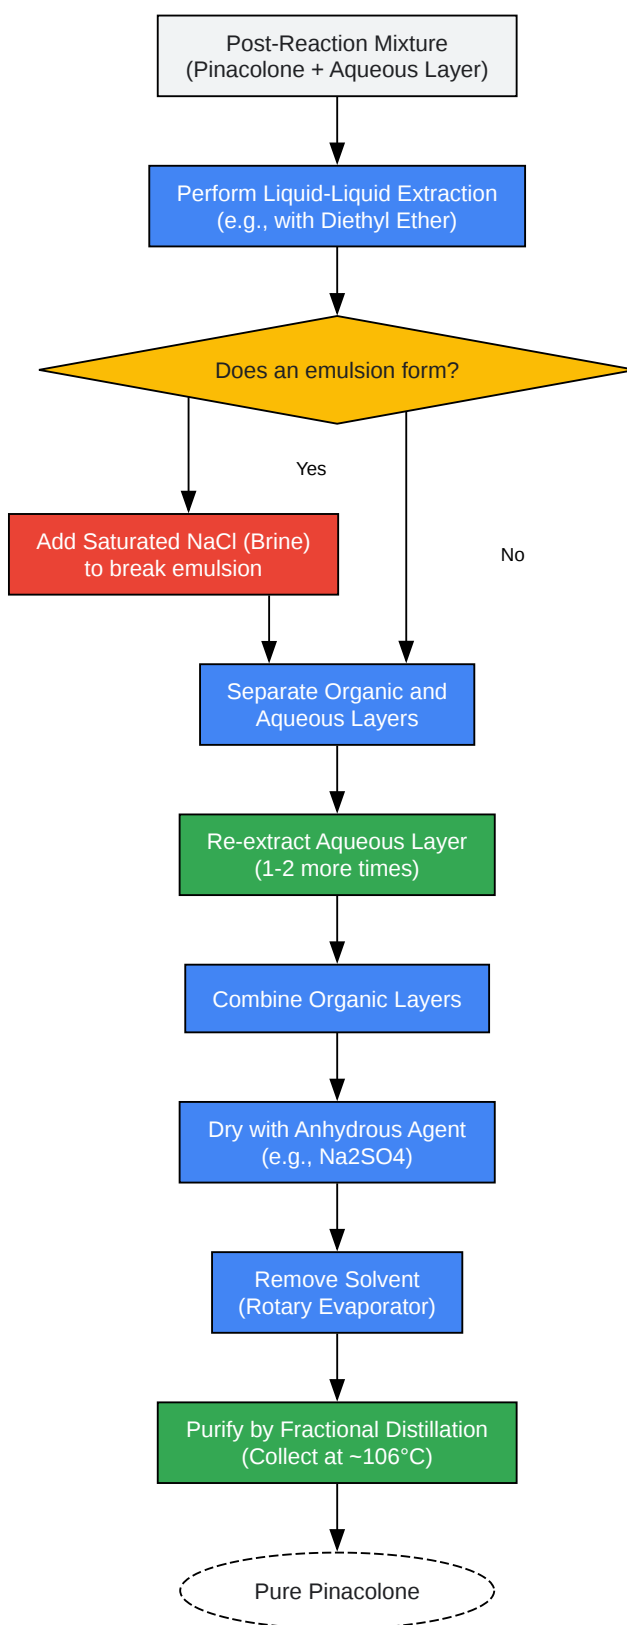 Post-Reaction Mixture
(Pinacolone + Aqueous Layer)
Perform Liquid-Liquid Extraction
(e.g., with Diethyl Ether)
Does an emulsion form?
Yes
Add Saturated NaCl (Brine)
to break emulsion
No
Separate Organic and
Aqueous Layers
Re-extract Aqueous Layer
(1-2 more times)
Combine Organic Layers
Dry with Anhydrous Agent
(e.g., Na2SO4)
Remove Solvent
(Rotary Evaporator)
Purify by Fractional Distillation
(Collect at ~106°C)
Pure Pinacolone